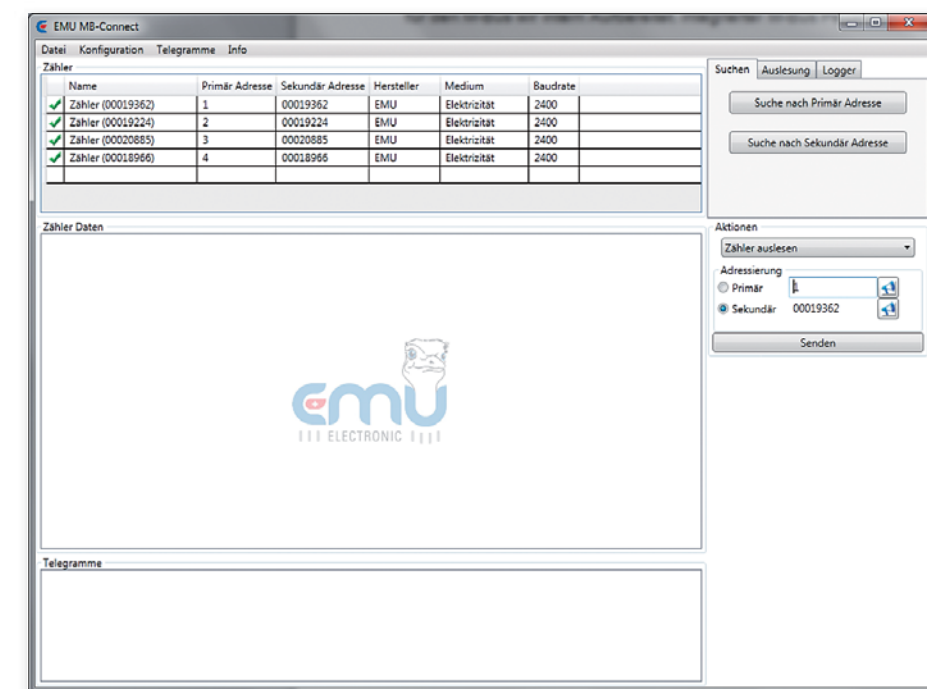 EMU MB-Connect
Datei Konfiguration Telegramme Info
Zähler
Name Primär Adresse Sekundär Adresse Hersteller Medium Baudrate
Zähler (00019362) 1 00019362 EMU Elektrizität 2400
Zähler (00019224) 2 00019224 EMU Elektrizität 2400
Zähler (00020885) 3 00020885 EMU Elektrizität 2400
Zähler (00018966) 4 00018966 EMU Elektrizität 2400
Suchen Auslesung Logger
Suche nach Primär Adresse
Suche nach Sekundär Adresse
Zähler Daten
emu
ELECTRONIC
Aktionen
Zähler auslesen
Adressierung
Primär 1
Sekundär 00019362
Senden
Telegramme